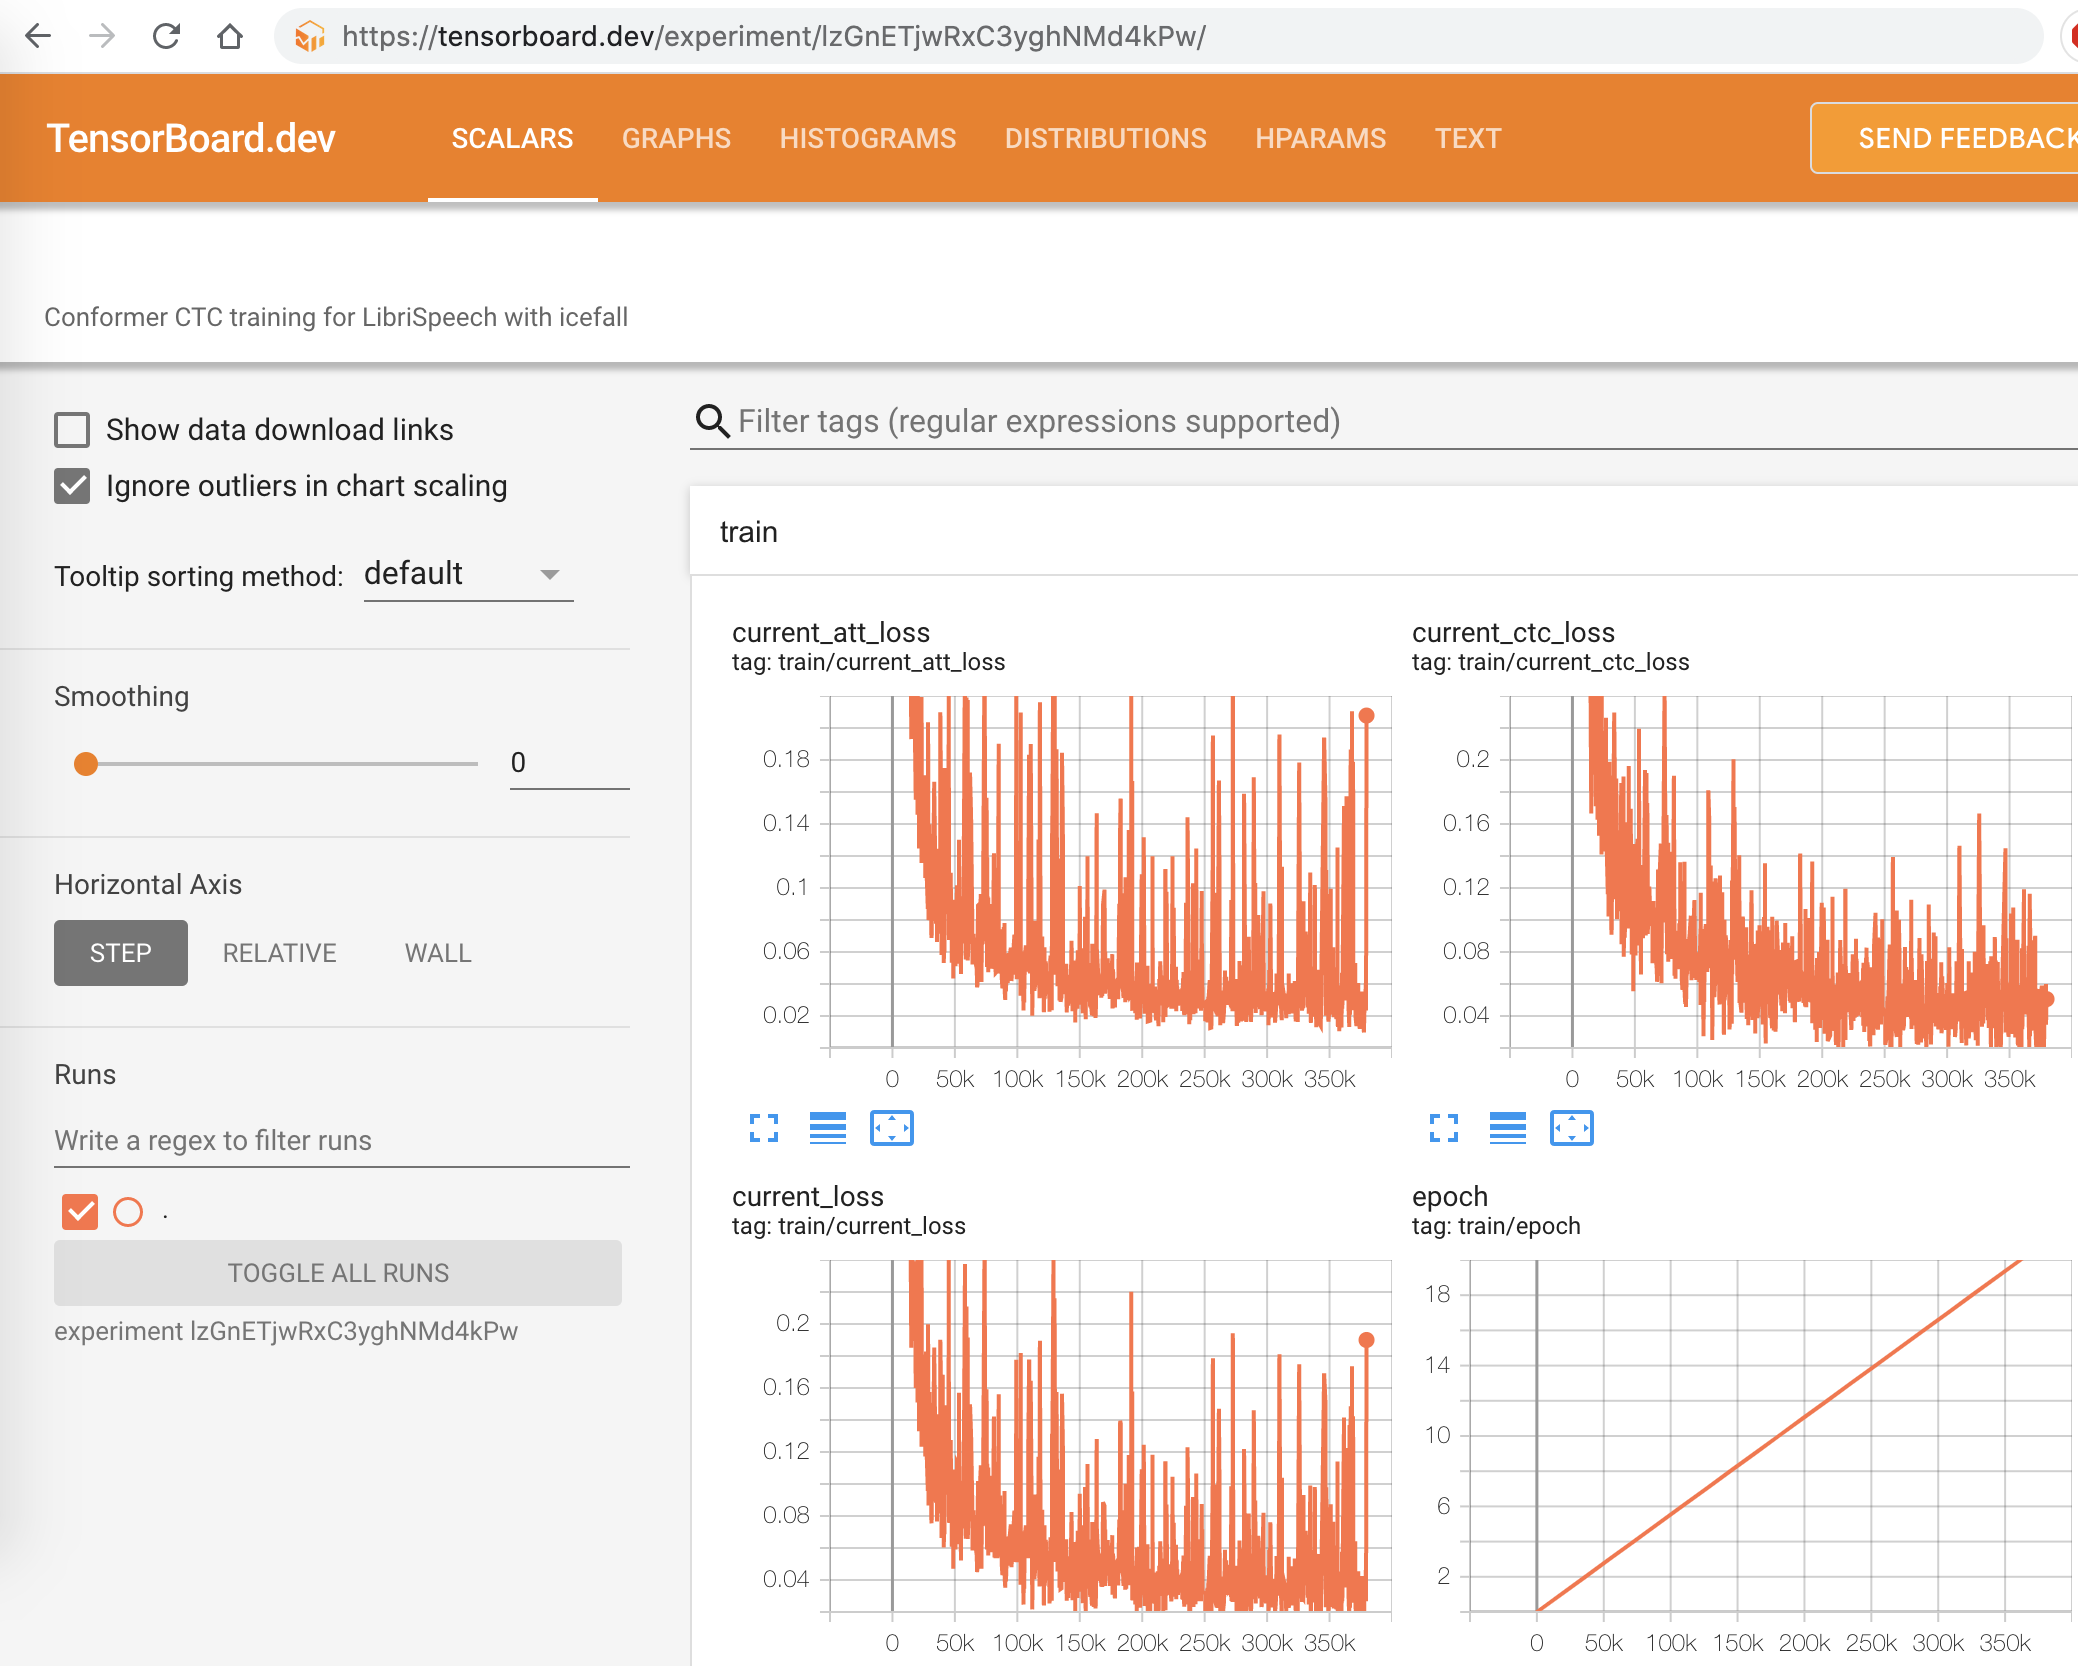 https://tensorboard.dev/experiment/lzGnETjwRxC3yghNMd4kPw/
TensorBoard.dev
SCALARS
GRAPHS
HISTOGRAMS
DISTRIBUTIONS
HPARAMS
TEXT
SEND FEEDBACK
Conformer CTC training for LibriSpeech with icefall
Show data download links
Ignore outliers in chart scaling
Tooltip sorting method: default
Smoothing
0
Horizontal Axis
STEP RELATIVE WALL
Runs
Write a regex to filter runs
.
TOGGLE ALL RUNS
experiment lzGnETjwRxC3yghNMd4kPw
Filter tags (regular expressions supported)
train
current_att_loss
tag: train/current_att_loss
0.18
0.14
0.1
0.06
0.02
0 50k 100k 150k 200k 250k 300k 350k
current_ctc_loss
tag: train/current_ctc_loss
0.2
0.16
0.12
0.08
0.04
0 50k 100k 150k 200k 250k 300k 350k
current_loss
tag: train/current_loss
0.2
0.16
0.12
0.08
0.04
0 50k 100k 150k 200k 250k 300k 350k
epoch
tag: train/epoch
18
14
10
6
2
0 50k 100k 150k 200k 250k 300k 350k